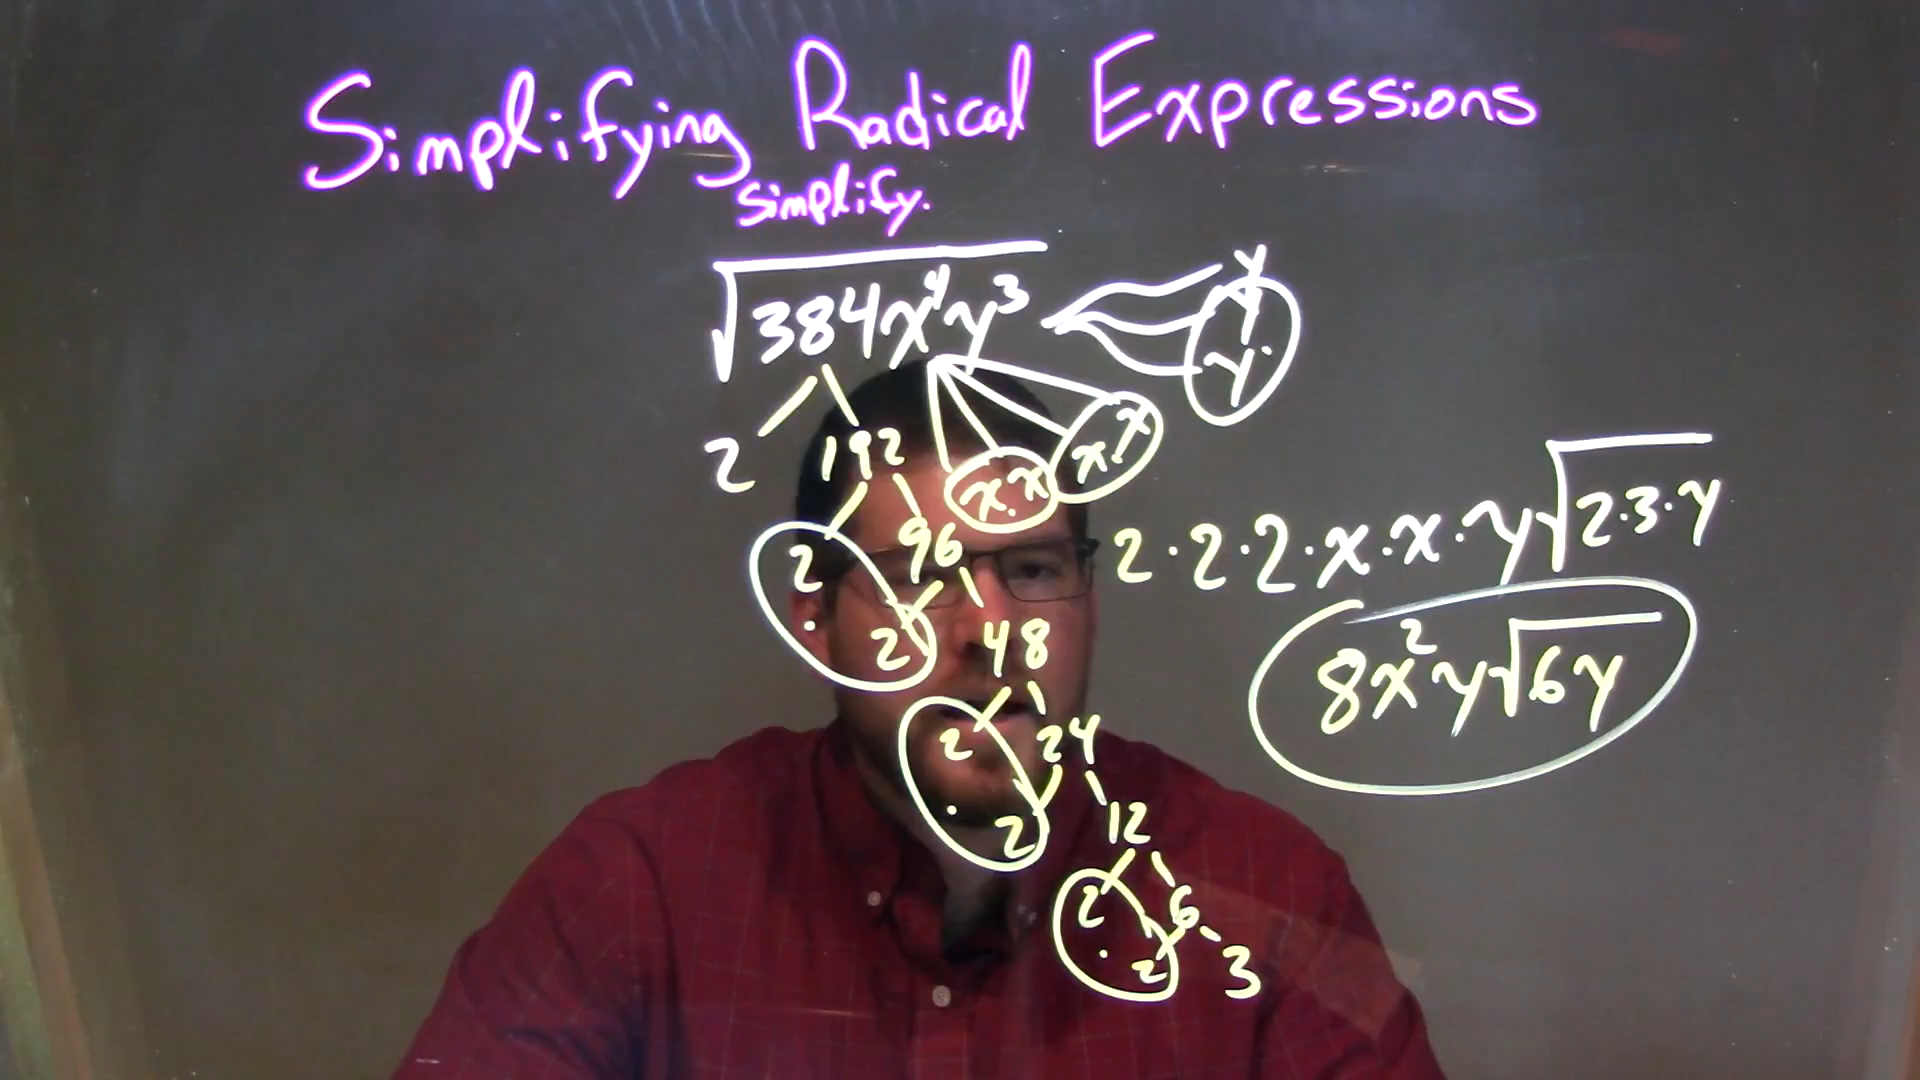 Simplifying Radical Expressions
simplify.
√384x⁴y³
y
y
y
2 192
x·x x·x
2 96
2 48
2 24
2 12
2 6
2 3
2·2·2·x·x·y√2·3·y
8x²y√6y